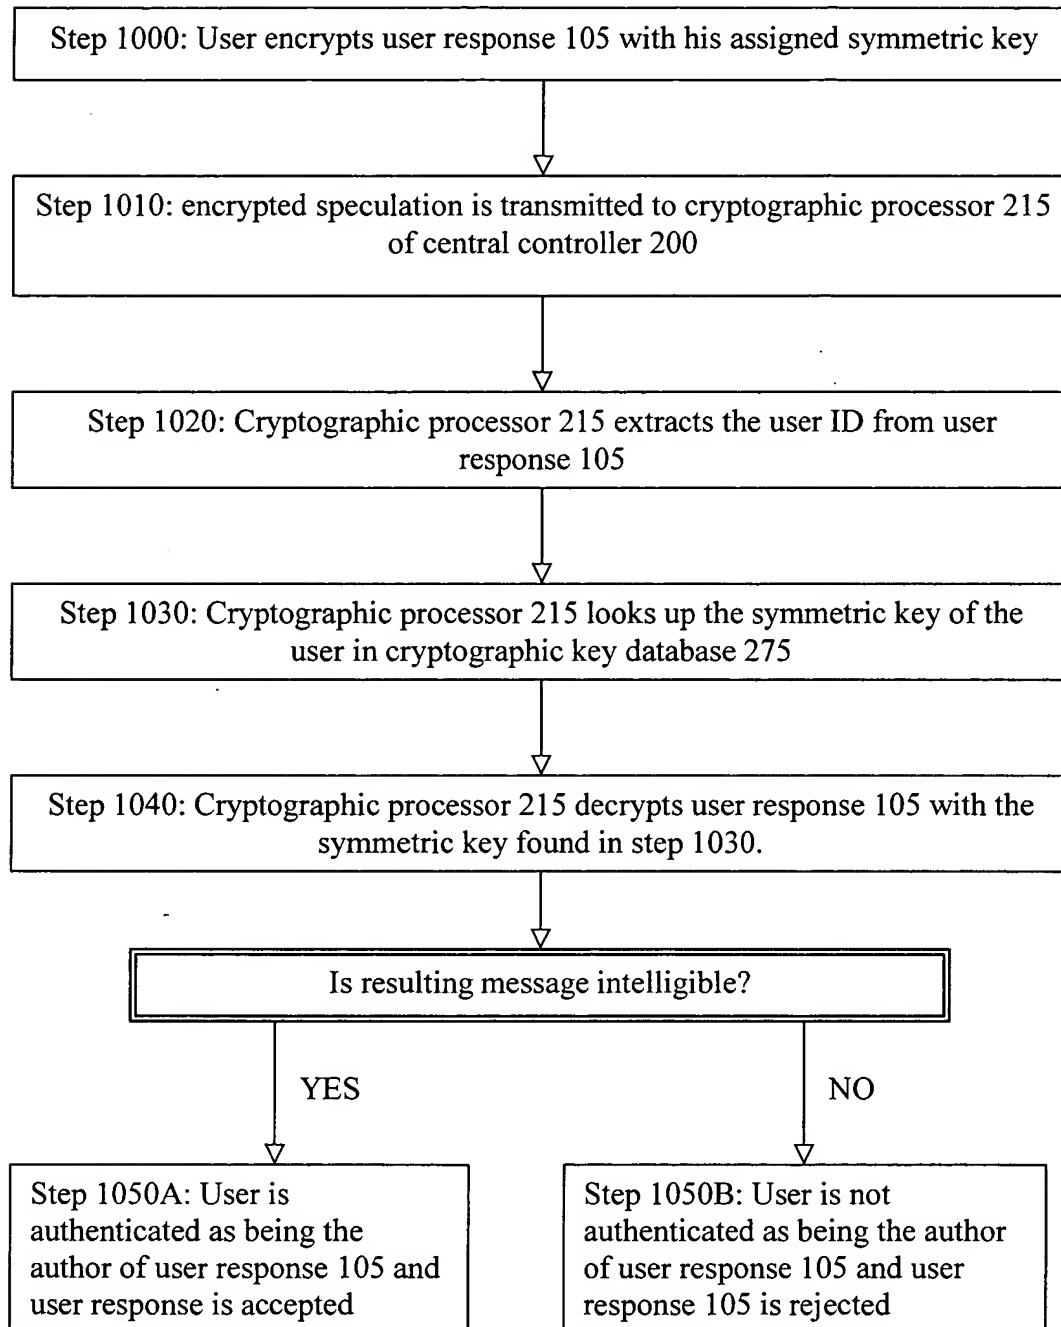 Step 1000: User encrypts user response 105 with his assigned symmetric key
Step 1010: encrypted speculation is transmitted to cryptographic processor 215
of central controller 200
Step 1020: Cryptographic processor 215 extracts the user ID from user
response 105
Step 1030: Cryptographic processor 215 looks up the symmetric key of the
user in cryptographic key database 275
Step 1040: Cryptographic processor 215 decrypts user response 105 with the
symmetric key found in step 1030.
Is resulting message intelligible?
YES
NO
Step 1050A: User is
authenticated as being the
author of user response 105 and
user response is accepted
Step 1050B: User is not
authenticated as being the author
of user response 105 and user
response 105 is rejected